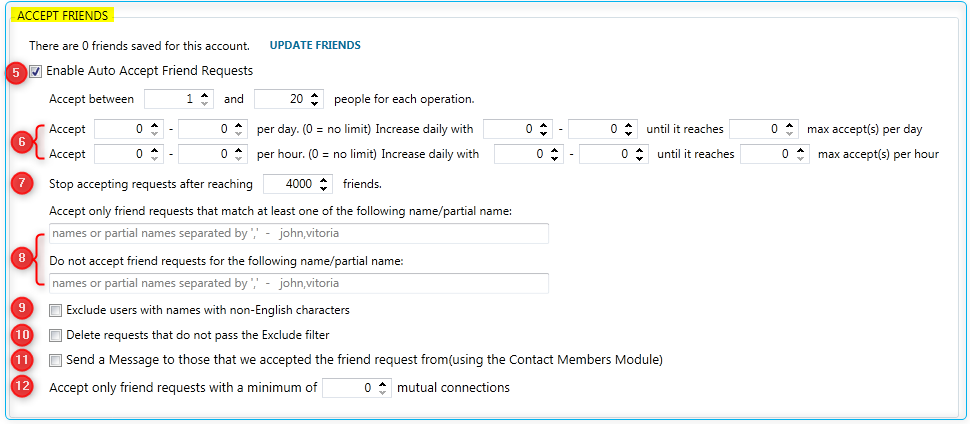 ACCEPT FRIENDS
There are 0 friends saved for this account. UPDATE FRIENDS
5 Enable Auto Accept Friend Requests
Accept between 1 and 20 people for each operation.
Accept 0 - 0 per day. (0 = no limit) Increase daily with 0 - 0 until it reaches 0 max accept(s) per day
6
Accept 0 - 0 per hour. (0 = no limit) Increase daily with 0 - 0 until it reaches 0 max accept(s) per hour
7 Stop accepting requests after reaching 4000 friends.
Accept only friend requests that match at least one of the following name/partial name:
names or partial names separated by ',' - john,vitoria
8 Do not accept friend requests for the following name/partial name:
names or partial names separated by ',' - john,vitoria
9 Exclude users with names with non-English characters
10 Delete requests that do not pass the Exclude filter
11 Send a Message to those that we accepted the friend request from(using the Contact Members Module)
12 Accept only friend requests with a minimum of 0 mutual connections